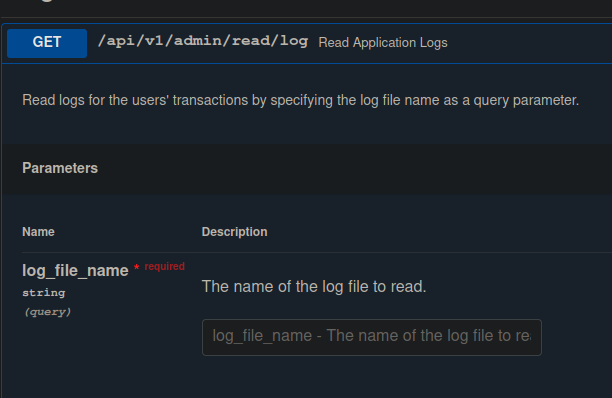 GET /api/v1/admin/read/log Read Application Logs
Read logs for the users' transactions by specifying the log file name as a query parameter.
Parameters
Name Description
log_file_name * required
string
(query)
The name of the log file to read.
log_file_name - The name of the log file to re